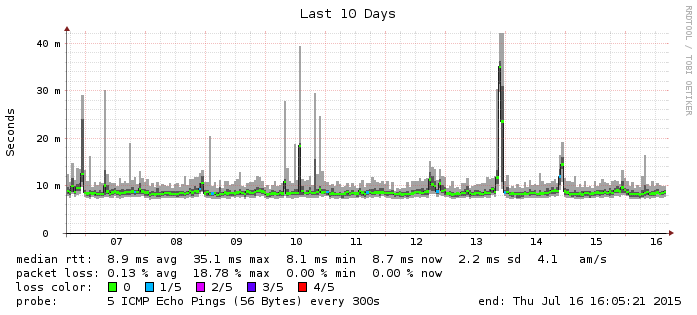 Last 10 Days
RRDTOOL / TOBI OETIKER
Seconds
40 m
30 m
20 m
10 m
0
07 08 09 10 11 12 13 14 15 16
median rtt: 8.9 ms avg 35.1 ms max 8.1 ms min 8.7 ms now 2.2 ms sd 4.1 am/s
packet loss: 0.13 % avg 18.78 % max 0.00 % min 0.00 % now
loss color: 0 1/5 2/5 3/5 4/5
probe: 5 ICMP Echo Pings (56 Bytes) every 300s end: Thu Jul 16 16:05:21 2015